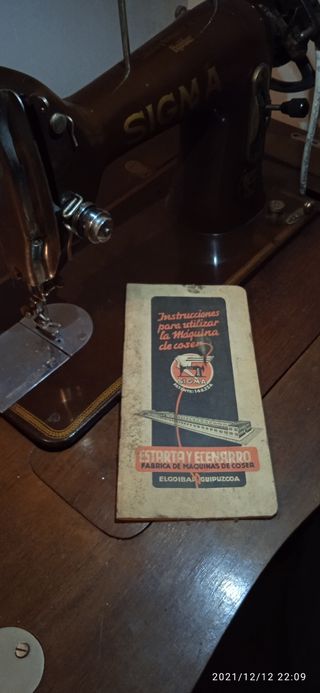 SIGMA
Instrucciones
para utilizar
la Máquina
de coser
SIGMA
ESTARTA Y ECENARRO
FABRICA DE MAQUINAS DE COSER
ELGOIBAR GUIPUZCOA
2021/12/12 22:09